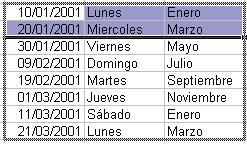 10/01/2001 Lunes Enero
20/01/2001 Miercoles Marzo
30/01/2001 Viernes Mayo
09/02/2001 Domingo Julio
19/02/2001 Martes Septiembre
01/03/2001 Jueves Noviembre
11/03/2001 Sábado Enero
21/03/2001 Lunes Marzo